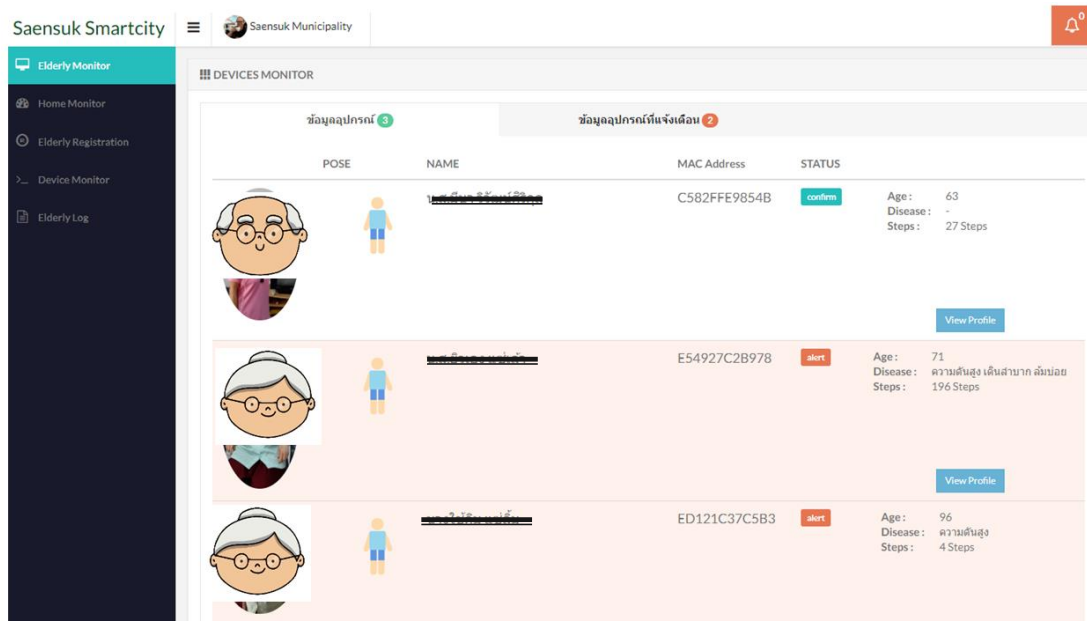 Saensuk Smartcity
Saensuk Municipality
0
Elderly Monitor
Home Monitor
Elderly Registration
>_ Device Monitor
Elderly Log
DEVICES MONITOR
ข้อมูลอุปกรณ์ 3
ข้อมูลอุปกรณ์ที่แจ้งเตือน 2
POSE NAME MAC Address STATUS
C582FFE9854B confirm Age : 63
Disease : -
Steps : 27 Steps
View Profile
E54927C2B978 alert Age : 71
Disease : ความดันสูง เดินลำบาก ล้มบ่อย
Steps : 196 Steps
View Profile
ED121C37C5B3 alert Age : 96
Disease : ความดันสูง
Steps : 4 Steps